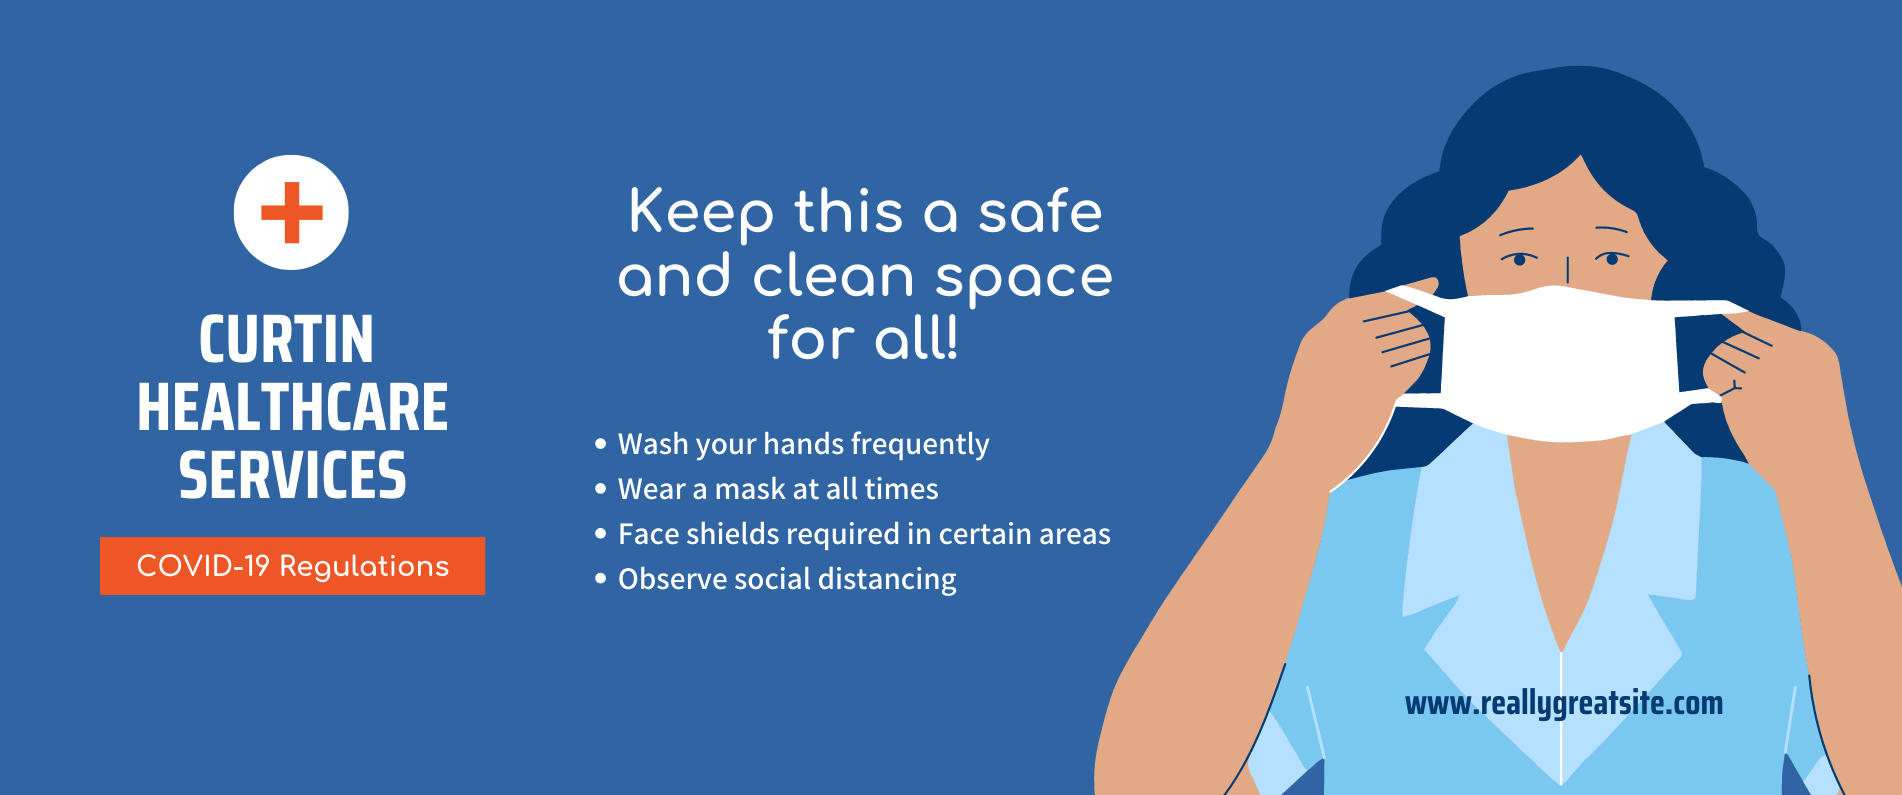 CURTIN
HEALTHCARE
SERVICES
COVID-19 Regulations
Keep this a safe
and clean space
for all!
• Wash your hands frequently
• Wear a mask at all times
• Face shields required in certain areas
• Observe social distancing
www.reallygreatsite.com